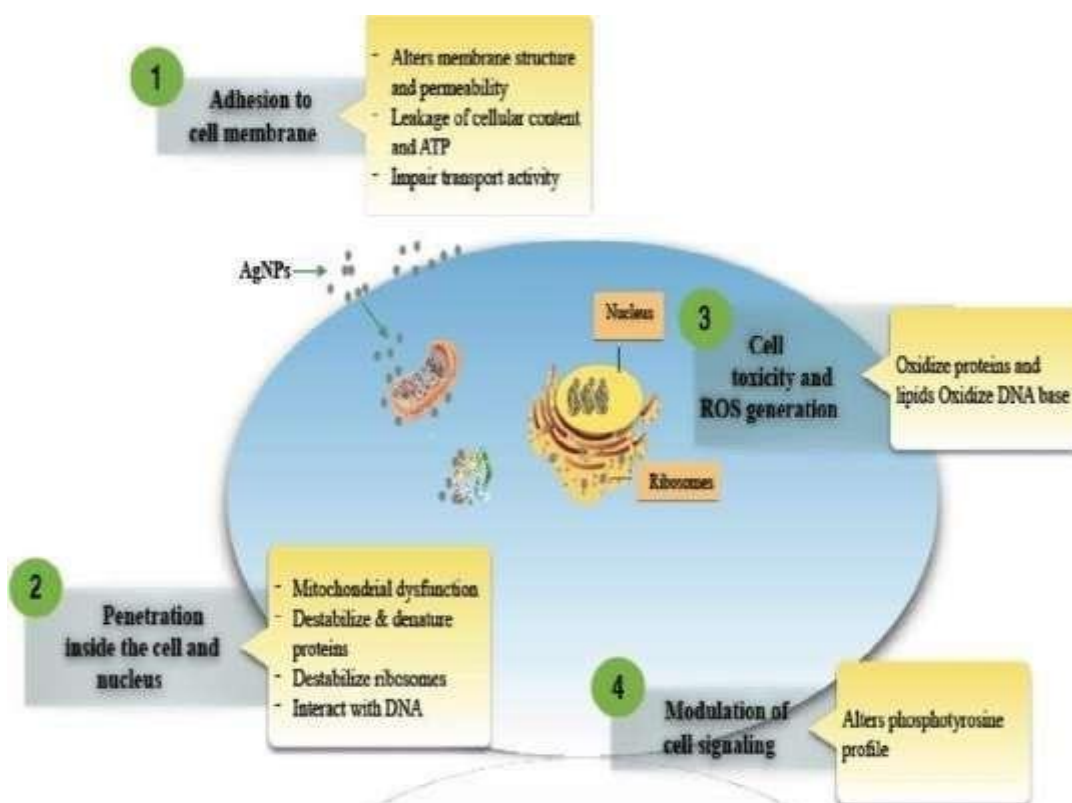 1
Adhesion to
cell membrane
- Alters membrane structure
and permeability
- Leakage of cellular content
and ATP
- Impair transport activity
AgNPs
Nucleus
Ribosomes
3
Cell
toxicity and
ROS generation
Oxidize proteins and
lipids Oxidize DNA base
2
Penetration
inside the cell and
nucleus
- Mitochondrial dysfunction
- Destabilize & denature
proteins
- Destabilize ribosomes
- Interact with DNA
4
Modulation of
cell signaling
Alters phosphotyrosine
profile